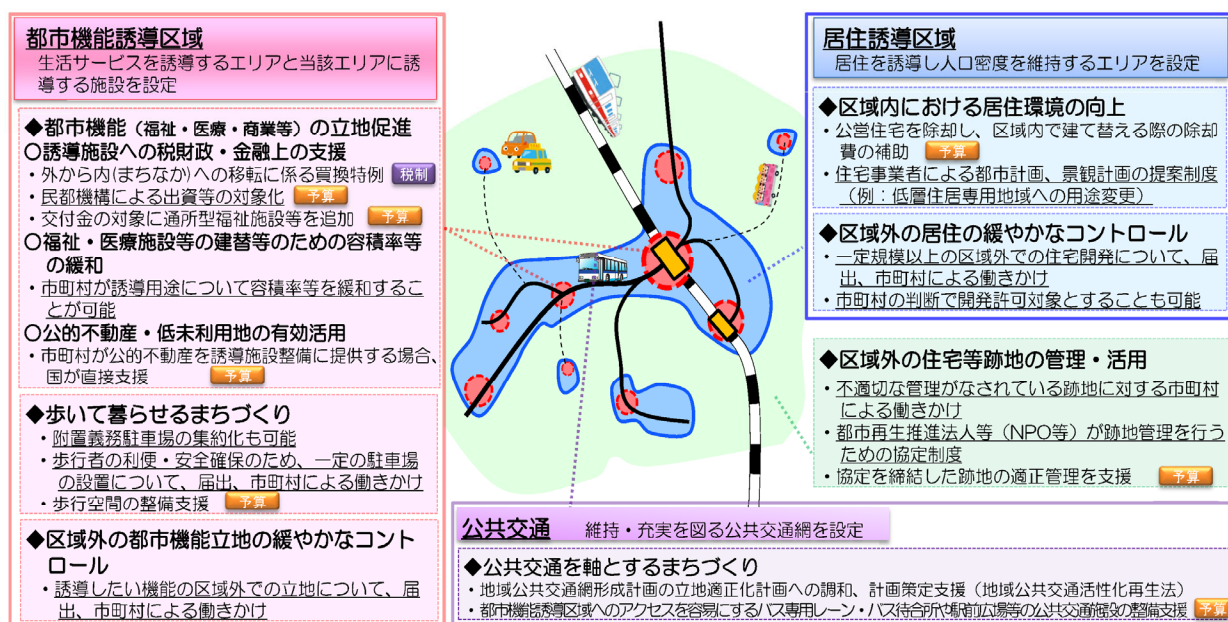 都市機能誘導区域
生活サービスを誘導するエリアと当該エリアに誘
導する施設を設定
◆都市機能（福祉・医療・商業等）の立地促進
〇誘導施設への税財政・金融上の支援
・外から内(まちなか)への移転に係る買換特例 税制
・民都機構による出資等の対象化 予算
・交付金の対象に通所型福祉施設等を追加 予算
〇福祉・医療施設等の建替等のための容積率等
の緩和
・市町村が誘導用途について容積率等を緩和するこ
とが可能
〇公的不動産・低未利用地の有効活用
・市町村が公的不動産を誘導施設整備に提供する場合、
国が直接支援 予算
◆歩いて暮らせるまちづくり
・附置義務駐車場の集約化も可能
・歩行者の利便・安全確保のため、一定の駐車場
の設置について、届出、市町村による働きかけ
・歩行空間の整備支援 予算
◆区域外の都市機能立地の緩やかなコント
ロール
・誘導したい機能の区域外での立地について、届
出、市町村による働きかけ
居住誘導区域
居住を誘導し人口密度を維持するエリアを設定
◆区域内における居住環境の向上
・公営住宅を除却し、区域内で建て替える際の除却
費の補助 予算
・住宅事業者による都市計画、景観計画の提案制度
（例：低層住居専用地域への用途変更）
◆区域外の居住の緩やかなコントロール
・一定規模以上の区域外での住宅開発について、届
出、市町村による働きかけ
・市町村の判断で開発許可対象とすることも可能
◆区域外の住宅等跡地の管理・活用
・不適切な管理がなされている跡地に対する市町村
による働きかけ
・都市再生推進法人等（NPO等）が跡地管理を行う
ための協定制度
・協定を締結した跡地の適正管理を支援 予算
公共交通 維持・充実を図る公共交通網を設定
◆公共交通を軸とするまちづくり
・地域公共交通網形成計画の立地適正化計画への調和、計画策定支援（地域公共交通活性化再生法）
・都市機能誘導区域へのアクセスを容易にするバス専用レーン・バス待合所や駅前広場等の公共交通施設の整備支援 予算